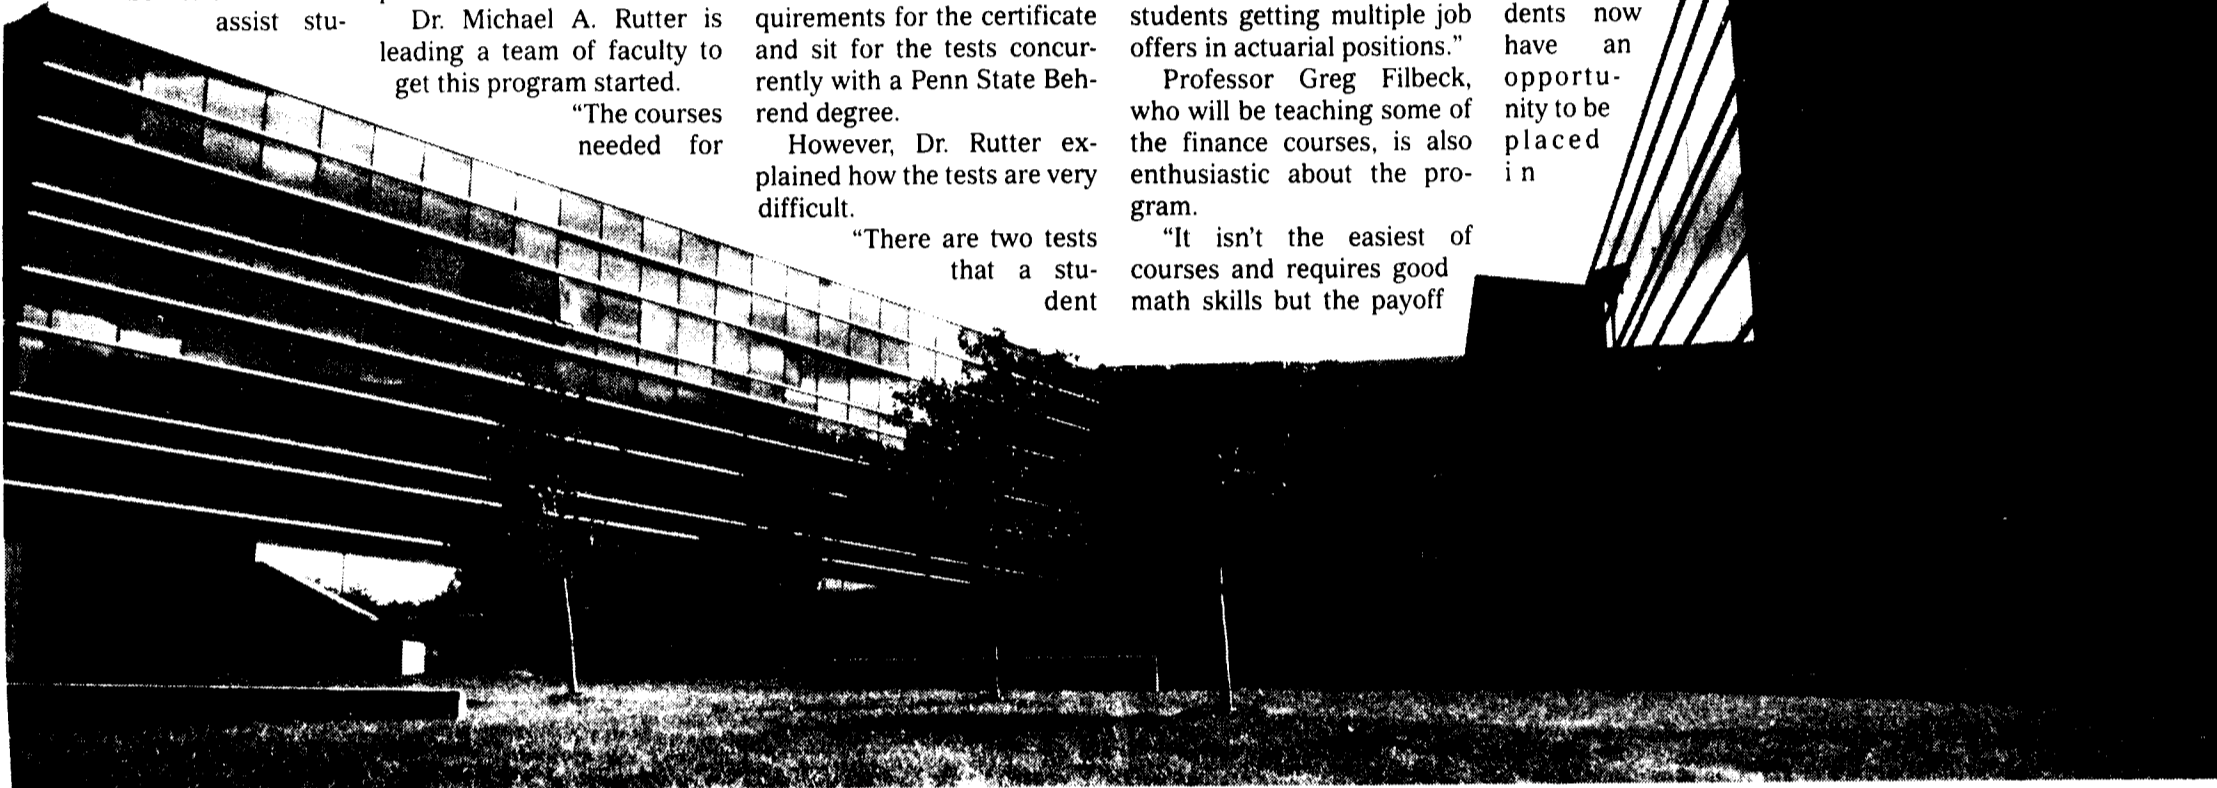 assist stu-
Dr. Michael A. Rutter is
leading a team of faculty to
get this program started.
“The courses
needed for
quirements for the certificate
and sit for the tests concur-
rently with a Penn State Beh-
rend degree.
However, Dr. Rutter ex-
plained how the tests are very
difficult.
“There are two tests
that a stu-
dent
students getting multiple job
offers in actuarial positions.”
Professor Greg Filbeck,
who will be teaching some of
the finance courses, is also
enthusiastic about the pro-
gram.
“It isn't the easiest of
courses and requires good
math skills but the payoff
dents now
have an
opportu-
nity to be
placed
in